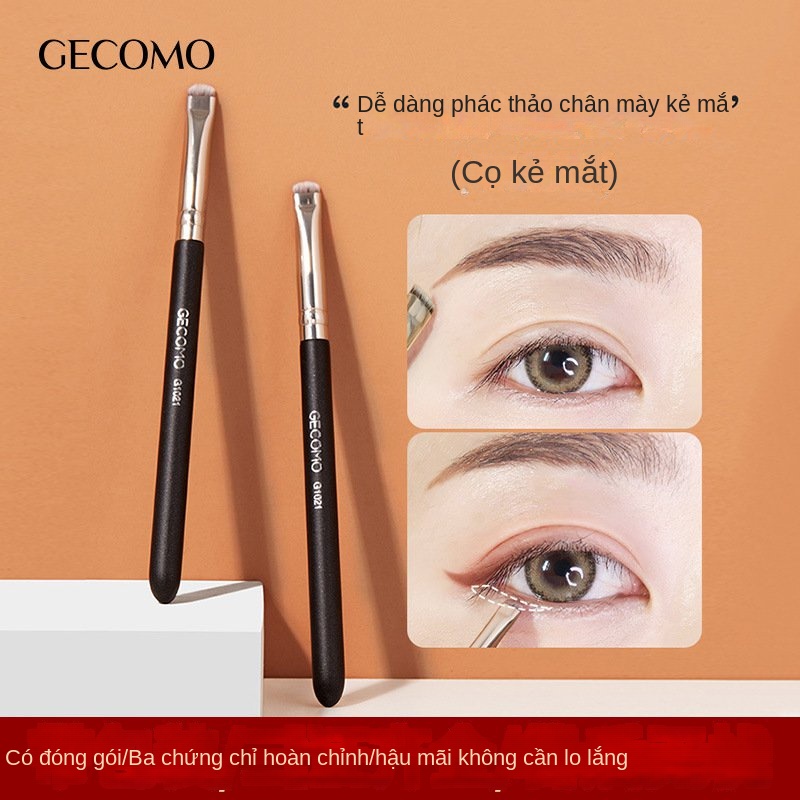 GECOMO
“ Dễ dàng phác thảo chân mày kẻ mắ ’
t
(Cọ kẻ mắt)
GECOMO G1021
GECOMO G1021
Có đóng gói/Ba chứng chỉ hoàn chỉnh/hậu mãi không cần lo lắng